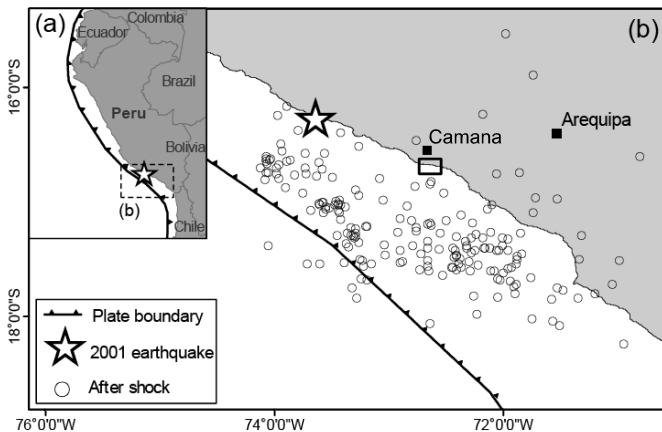 (a)
Colombia
Ecuador
Brazil
Peru
Bolivia
(b)
Chile
(b)
Arequipa
Camana
16°0'0"S
18°0'0"S
Plate boundary
2001 earthquake
After shock
76°0'0"W
74°0'0"W
72°0'0"W